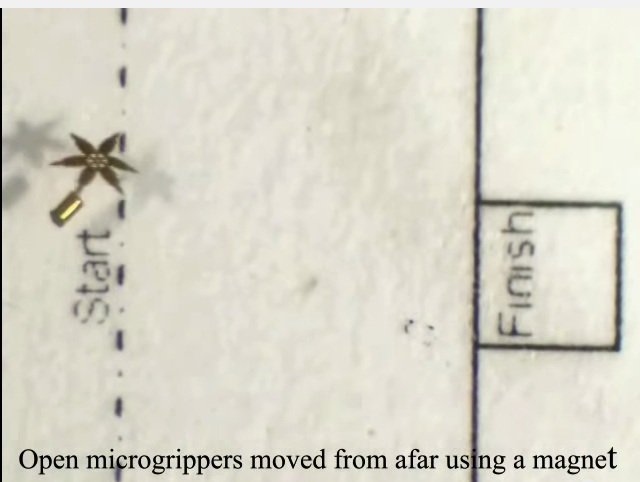 Start
Finish
Open microgrippers moved from afar using a magnet